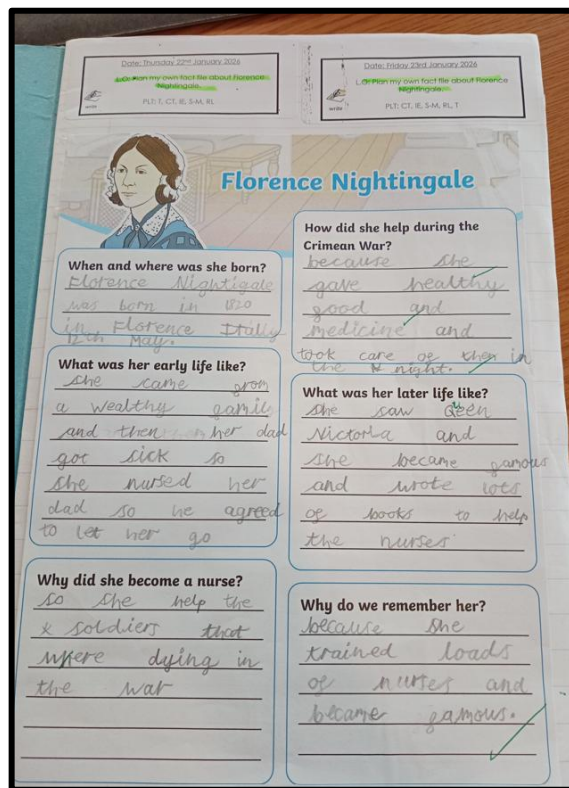 Date: Thursday 22nd January 2026
L.O: Plan my own fact file about Florence
Nightingale.
PLT: T, CT, IE, S-M, RL
write
Date: Friday 23rd January 2026
L.O: Plan my own fact file about Florence
Nightingale.
PLT: CT, IE, S-M, RL, T
write
Florence Nightingale
When and where was she born?
Florence Nightigale
was born in 1820
in Florence Itally
12th May.
What was her early life like?
she came from
a wealthy family
and then her dad
got sick so
she nursed her
dad so he agreed
to let her go
Why did she become a nurse?
so she help the
soldiers that
where dying in
the war
How did she help during the
Crimean War?
because she
gave healthy
good and
medicine and
took care of them in
the night.
What was her later life like?
She saw Queen
Victoria and
she became famous
and wrote lots
of books to help
the nurses
Why do we remember her?
because she
trained loads
of nurses and
became famous.